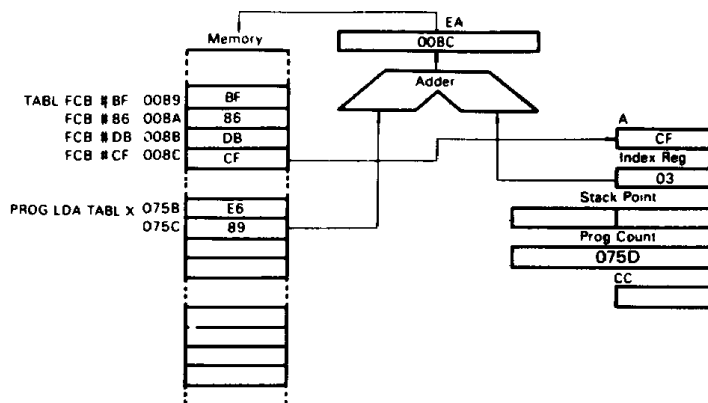 EA
Memory
008C
Adder
TABL FCB #BF 0089 BF
FCB #86 008A 86
FCB #DB 008B DB
FCB #CF 008C CF
A
CF
Index Reg
03
Stack Point
PROG LDA TABL X 075B E6
075C 89
Prog Count
075D
CC